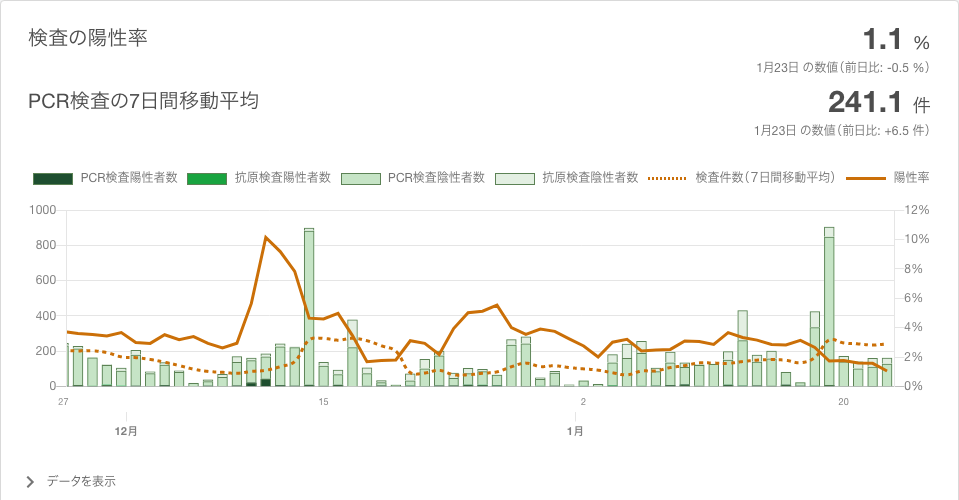 検査の陽性率
1.1 %
1月23日 の数値（前日比: -0.5 %）
PCR検査の7日間移動平均
241.1 件
1月23日 の数値（前日比: +6.5 件）
PCR検査陽性者数 抗原検査陽性者数 PCR検査陰性者数 抗原検査陰性者数 検査件数（7日間移動平均） 陽性率
1000 12%
10%
800
8%
600
6%
400
4%
200
2%
0 0%
27 15 2 20
12月 1月
データを表示